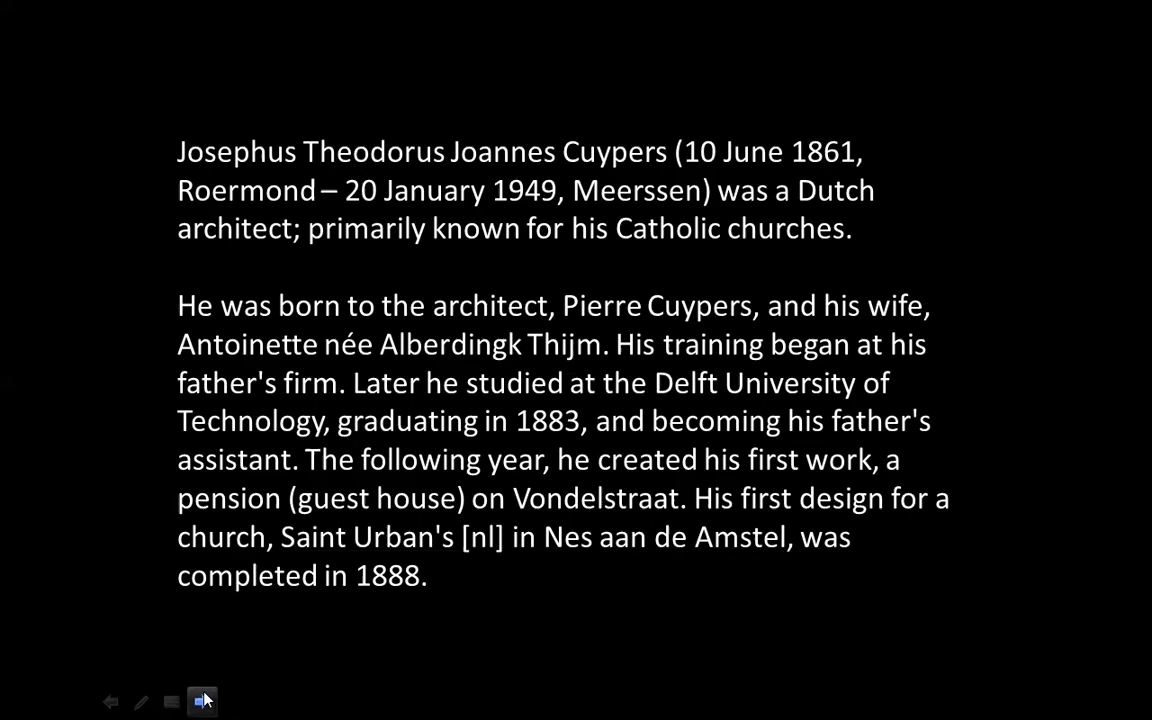 Josephus Theodorus Joannes Cuypers (10 June 1861,
Roermond – 20 January 1949, Meerssen) was a Dutch
architect; primarily known for his Catholic churches.
He was born to the architect, Pierre Cuypers, and his wife,
Antoinette née Alberdingk Thijm. His training began at his
father's firm. Later he studied at the Delft University of
Technology, graduating in 1883, and becoming his father's
assistant. The following year, he created his first work, a
pension (guest house) on Vondelstraat. His first design for a
church, Saint Urban's [nl] in Nes aan de Amstel, was
completed in 1888.